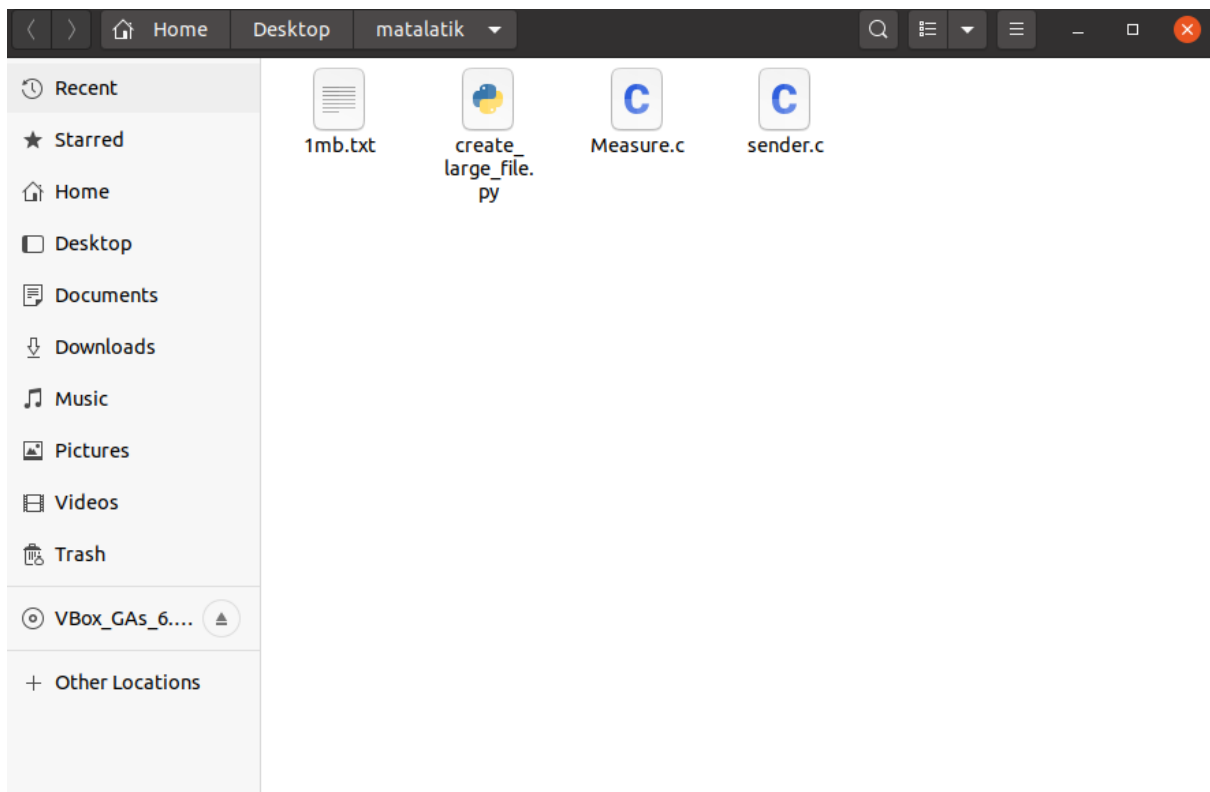 Home Desktop matalatik
Recent
Starred
Home
Desktop
Documents
Downloads
Music
Pictures
Videos
Trash
VBox_GAs_6....
Other Locations
1mb.txt
create_
large_file.
py
Measure.c
sender.c